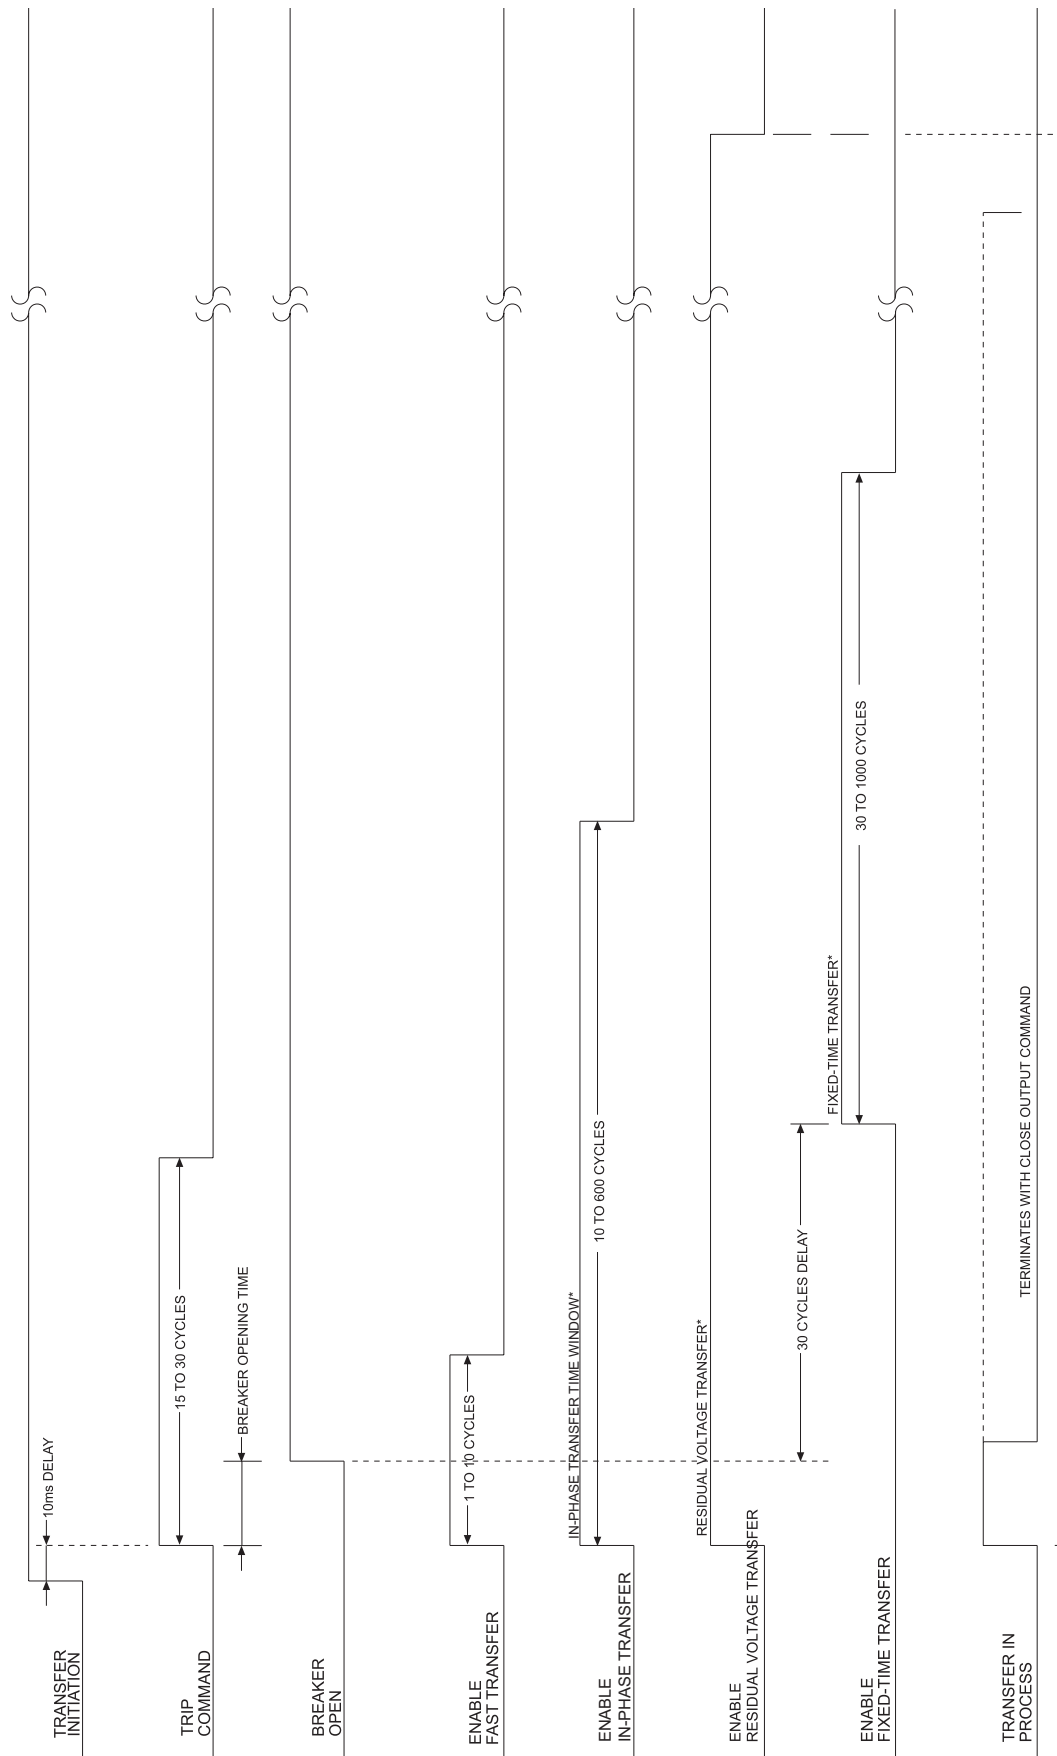 TRANSFER
INITIATION
10ms DELAY
TRIP
COMMAND
15 TO 30 CYCLES
BREAKER OPENING TIME
BREAKER
OPEN
ENABLE
FAST TRANSFER
1 TO 10 CYCLES
ENABLE
IN-PHASE TRANSFER
IN-PHASE TRANSFER TIME WINDOW*
10 TO 600 CYCLES
ENABLE
RESIDUAL VOLTAGE TRANSFER
RESIDUAL VOLTAGE TRANSFER*
30 CYCLES DELAY
ENABLE
FIXED-TIME TRANSFER
FIXED-TIME TRANSFER*
30 TO 1000 CYCLES
TRANSFER IN
PROCESS
TERMINATES WITH CLOSE OUTPUT COMMAND